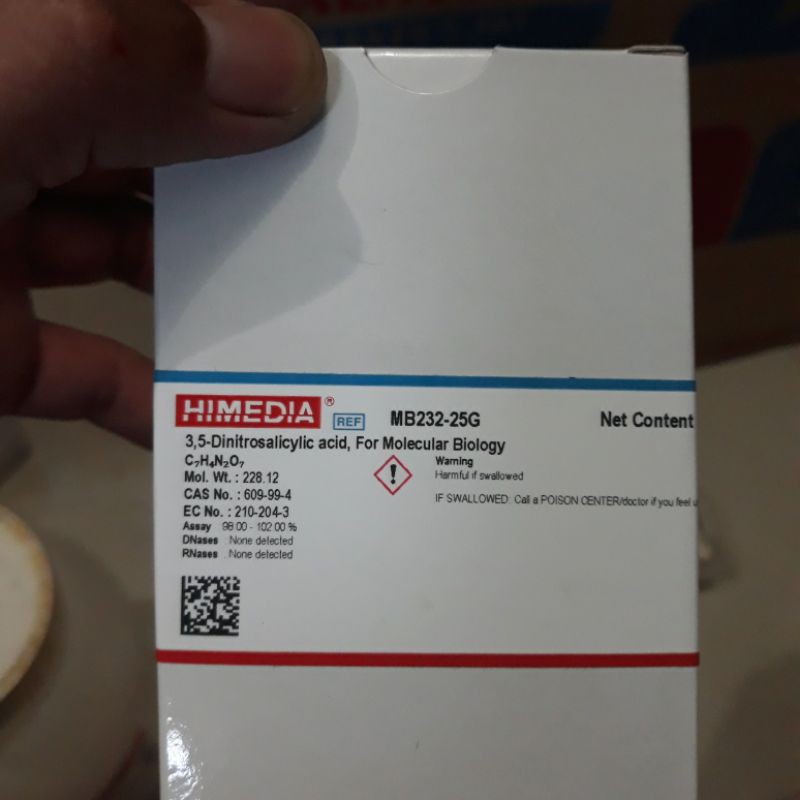 HIMEDIA® REF MB232-25G Net Content
3,5-Dinitrosalicylic acid, For Molecular Biology
C₇H₄N₂O₇
Mol. Wt. : 228.12
CAS No. : 609-99-4
EC No. : 210-204-3
Assay : 98.00 - 102.00 %
DNases : None detected
RNases : None detected
Warning
Harmful if swallowed
IF SWALLOWED: Call a POISON CENTER/doctor if you feel